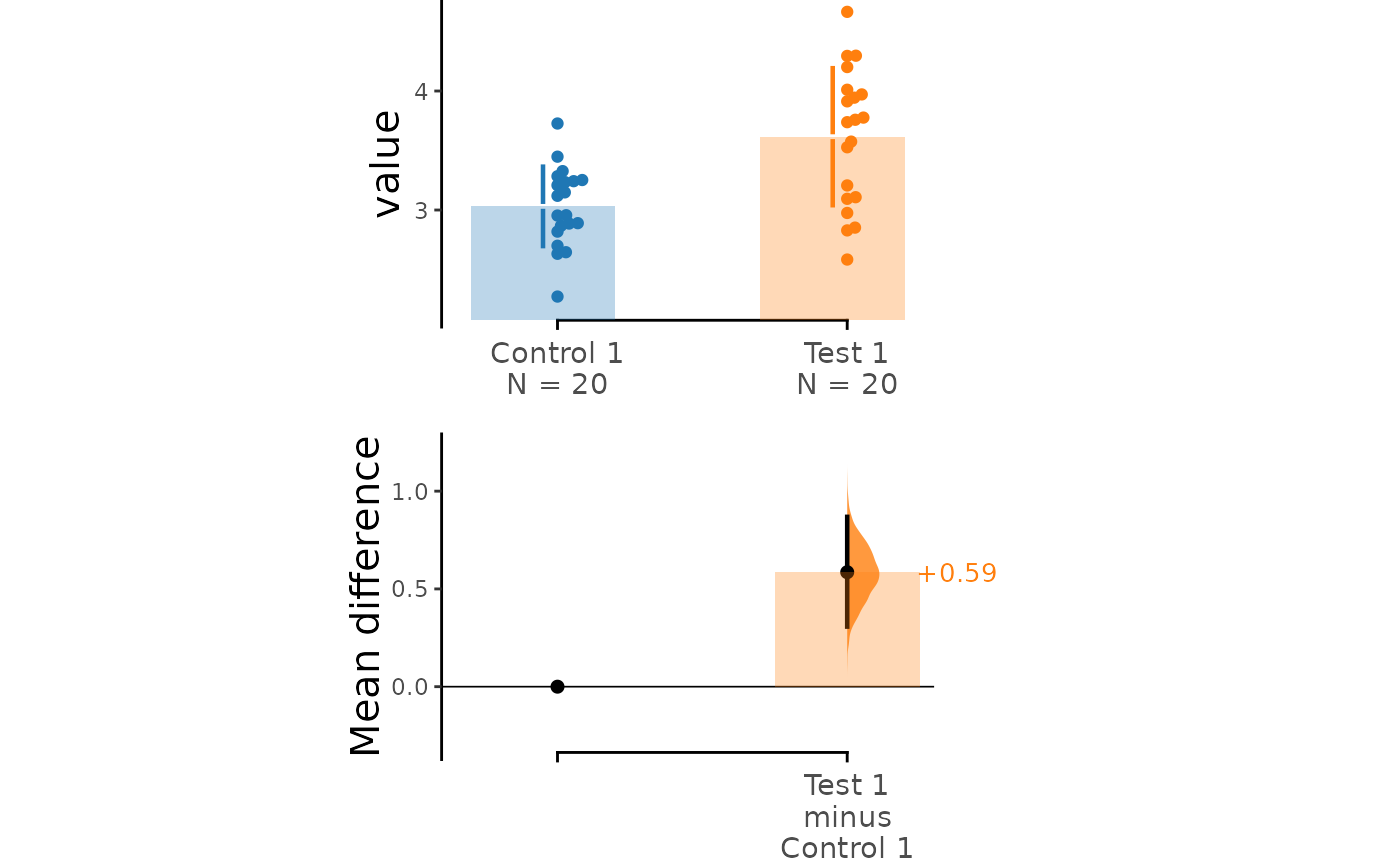 value
4
3
Control 1
N = 20
Test 1
N = 20
Mean difference
1.0
0.5
0.0
+0.59
Test 1
minus
Control 1